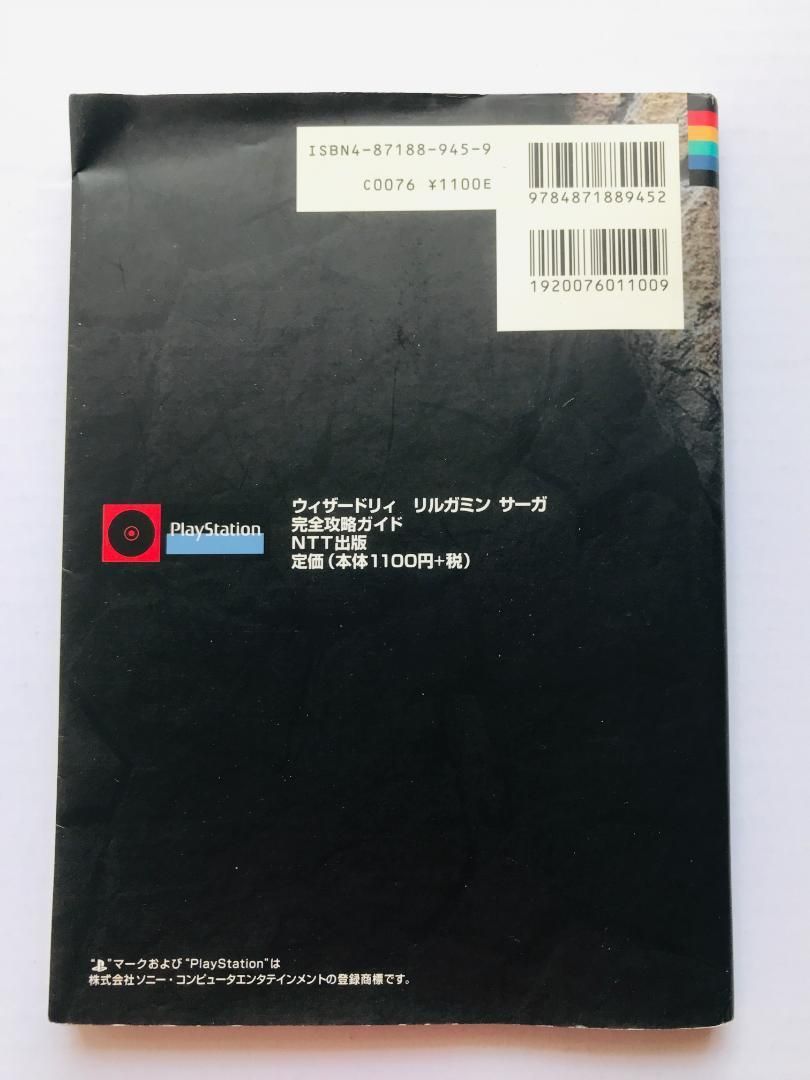 ISBN4-87188-945-9
C0076 ¥1100E
9784871889452
1920076011009
PlayStation
ウィザードリィ　リルガミン サーガ
完全攻略ガイド
NTT出版
定価(本体1100円+税)
" "マークおよび"PlayStation"は
株式会社ソニー・コンピュータエンタテインメントの登録商標です。